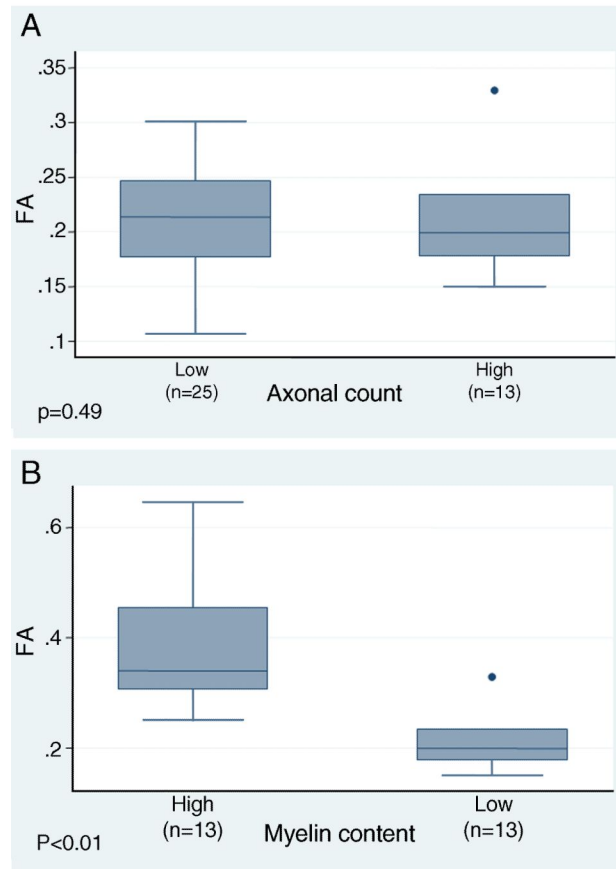 A
.35
.3
.25
.2
.15
.1
FA
Low High
(n=25) Axonal count (n=13)
p=0.49
B
.6
.4
.2
FA
High Low
(n=13) Myelin content (n=13)
P<0.01